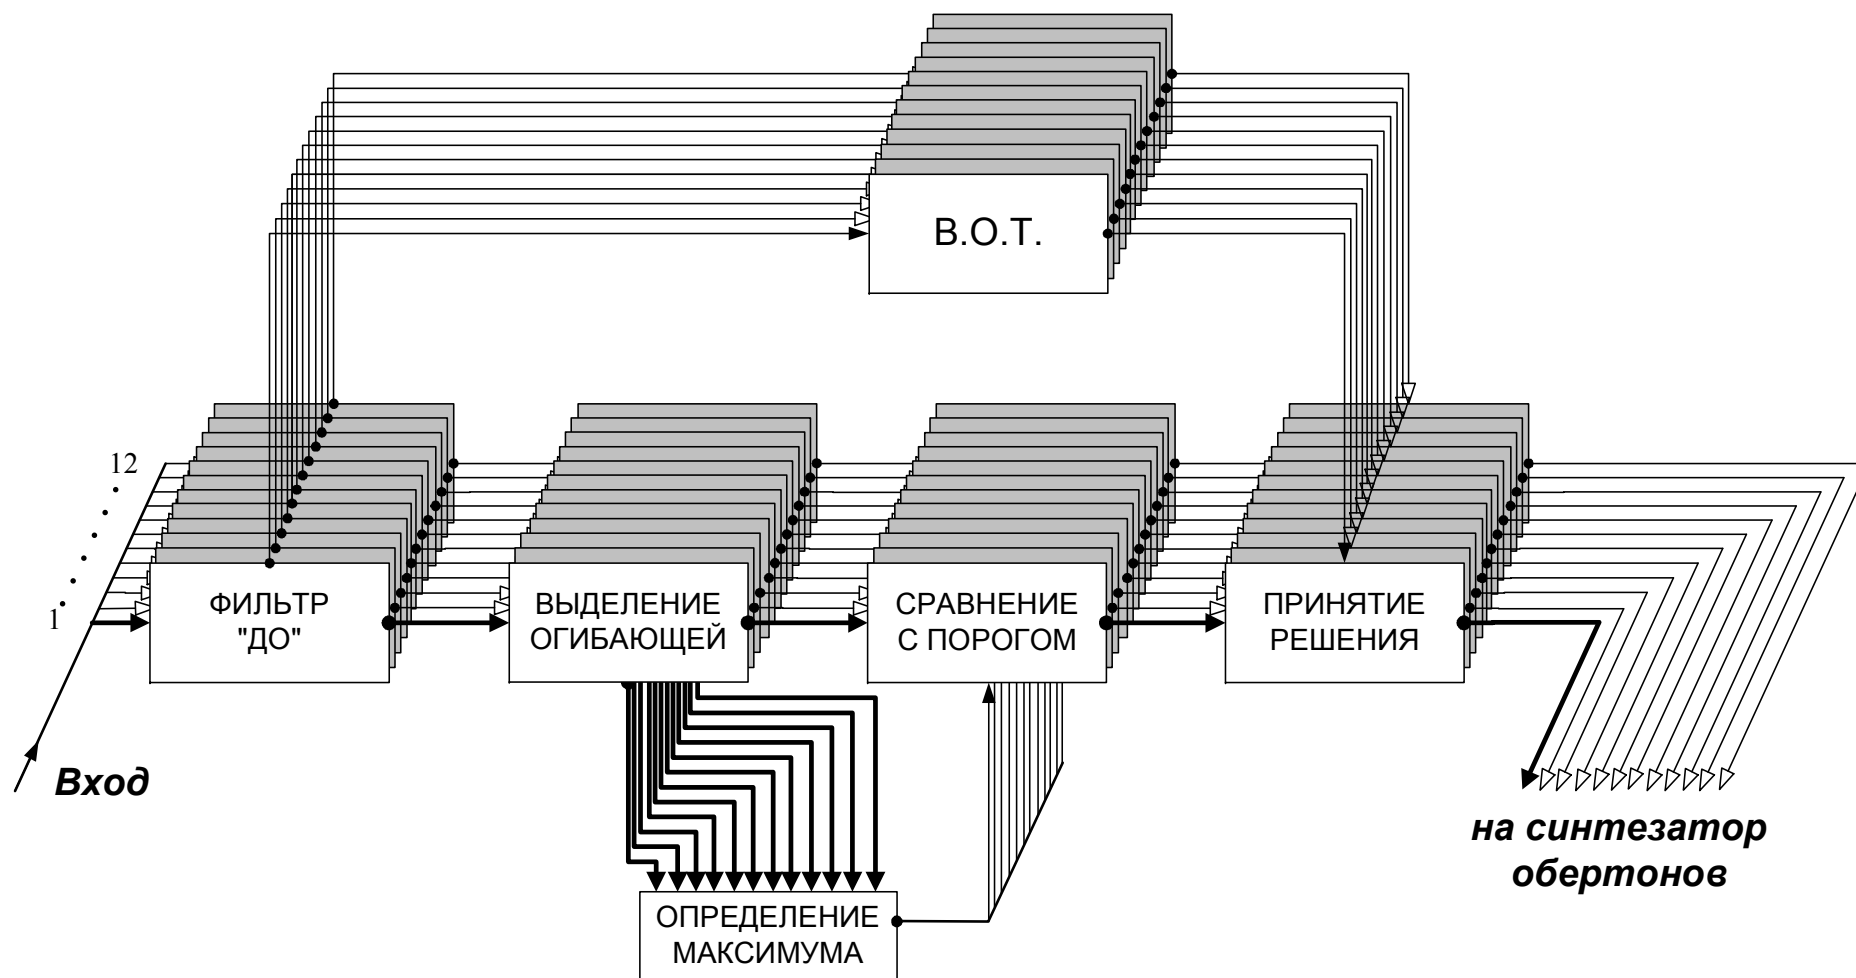 В.О.Т.
12
1
ФИЛЬТР
"ДО"
ВЫДЕЛЕНИЕ
ОГИБАЮЩЕЙ
СРАВНЕНИЕ
С ПОРОГОМ
ПРИНЯТИЕ
РЕШЕНИЯ
Вход
на синтезатор
обертонов
ОПРЕДЕЛЕНИЕ
МАКСИМУМА